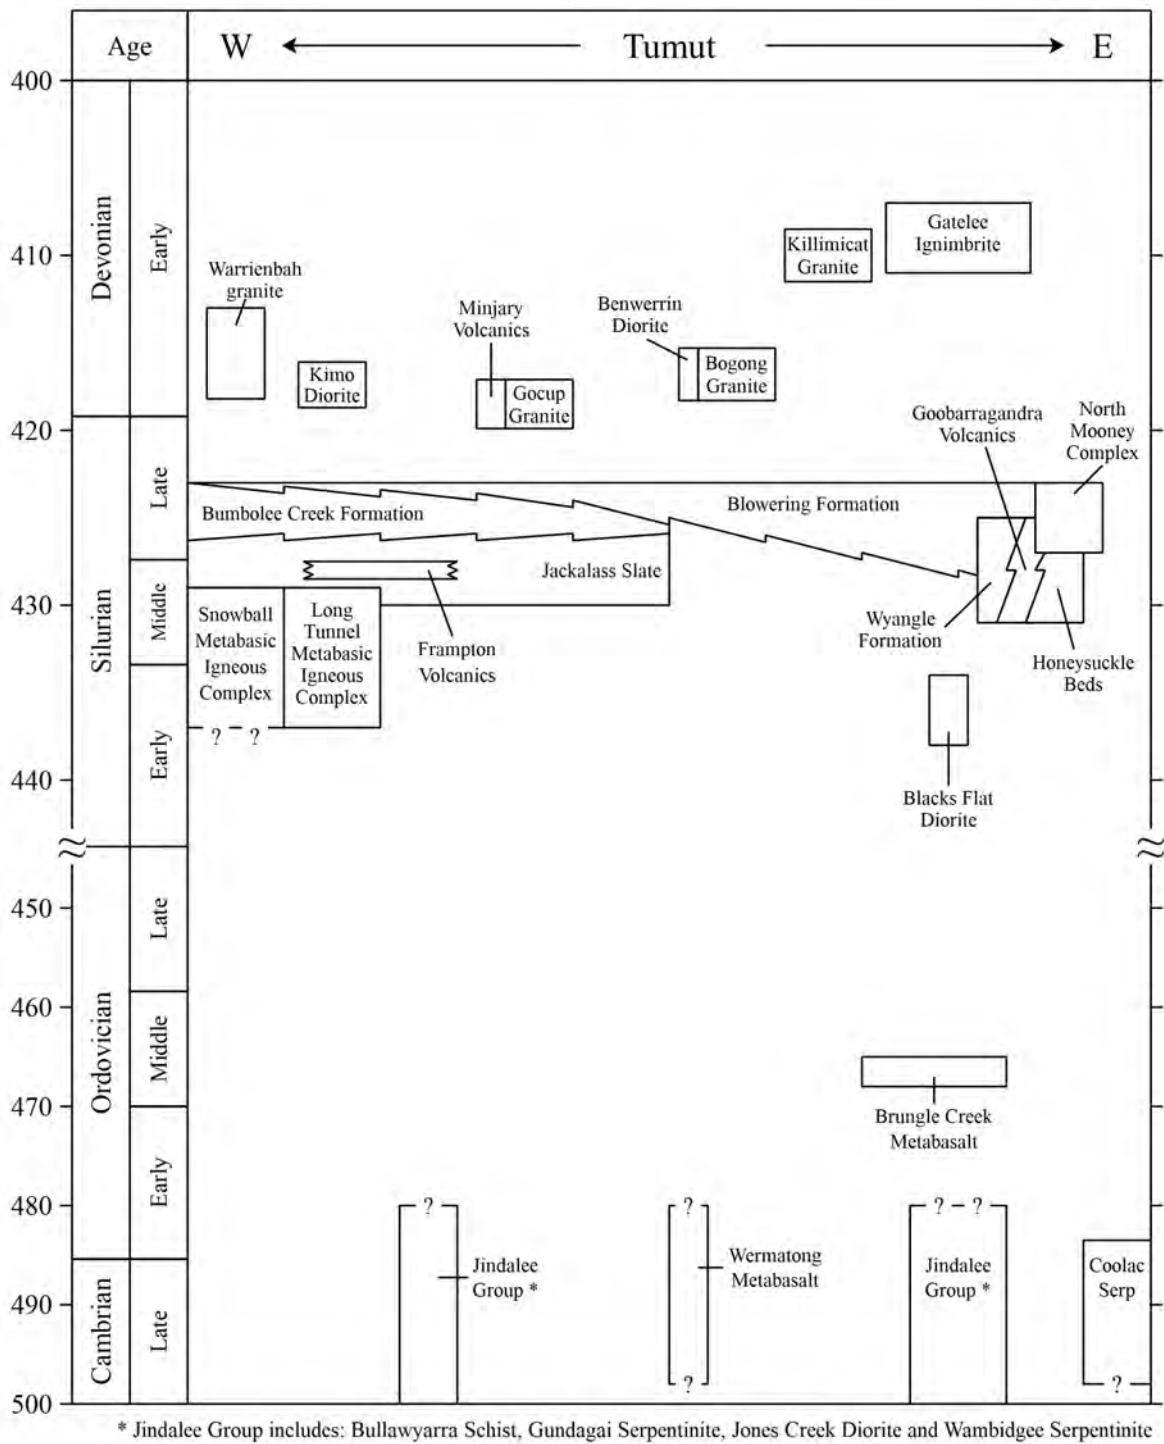 Age
W
Tumut
E
400
410
420
430
440
450
460
470
480
490
500
Devonian
Early
Silurian
Late
Middle
Early
Ordovician
Late
Middle
Early
Cambrian
Late
Warrienbah
granite
Kimo
Diorite
Minjary
Volcanics
Gocup
Granite
Benwerrin
Diorite
Bogong
Granite
Killimicat
Granite
Gatelee
Ignimbrite
Goobarragandra
Volcanics
North
Mooney
Complex
Bumbolee Creek Formation
Blowering Formation
Jackalass Slate
Snowball
Metabasic
Igneous
Complex
? ?
Long
Tunnel
Metabasic
Igneous
Complex
Frampton
Volcanics
Wyangle
Formation
Honeysuckle
Beds
Blacks Flat
Diorite
Brungle Creek
Metabasalt
?
Jindalee
Group *
?
Wermatong
Metabasalt
?
? ?
Jindalee
Group *
Coolac
Serp
?
* Jindalee Group includes: Bullawyarra Schist, Gundagai Serpentinite, Jones Creek Diorite and Wambidgee Serpentinite